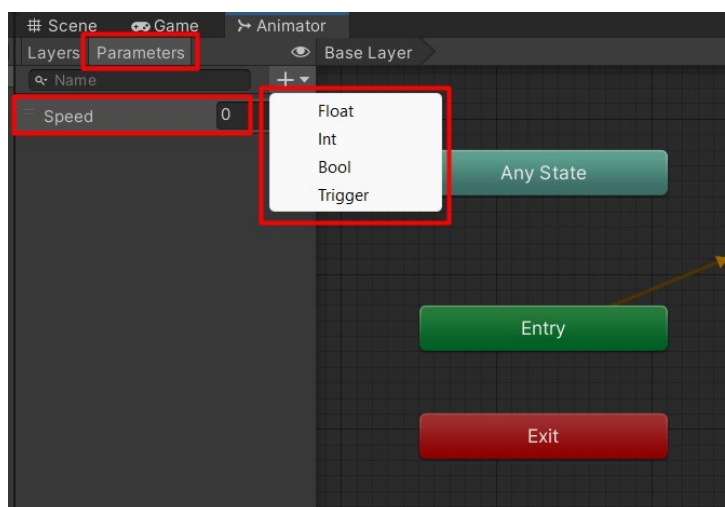 Scene Game Animator
Layers Parameters Base Layer
Name
Speed 0
Float
Int
Bool
Trigger
Any State
Entry
Exit